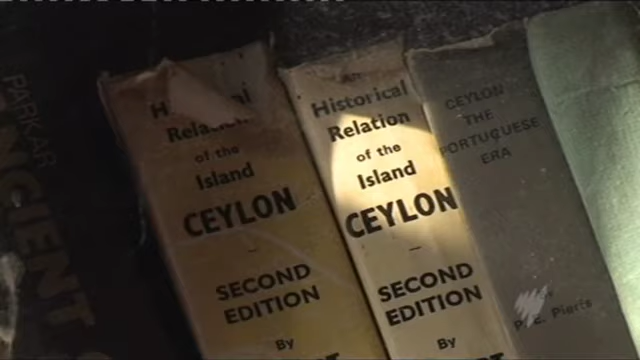 PARKAR
Historical
Relation
of the
Island
CEYLON
SECOND
EDITION
By
An
Historical
Relation
of the
Island
CEYLON
SECOND
EDITION
By
CEYLON
THE
PORTUGUESE
ERA
P. E. Pieris